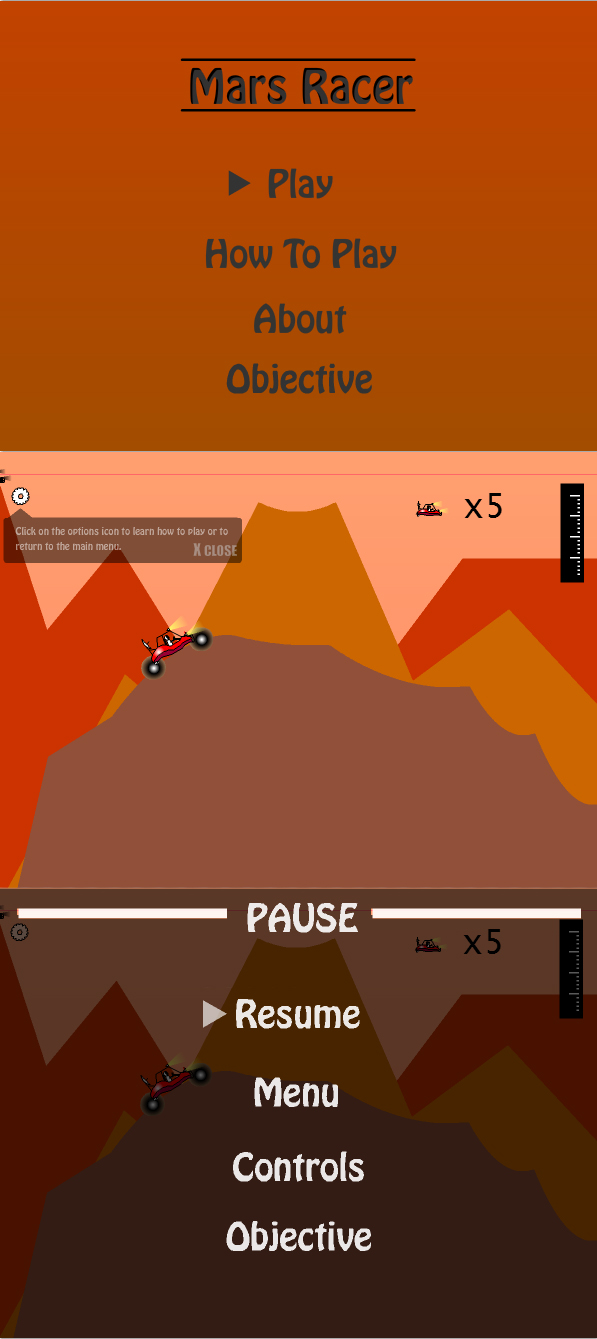 Mars Racer
Play
How To Play
About
Objective
x5
Click on the options icon to learn how to play or to
return to the main menu.
X CLOSE
PAUSE
x5
Resume
Menu
Controls
Objective